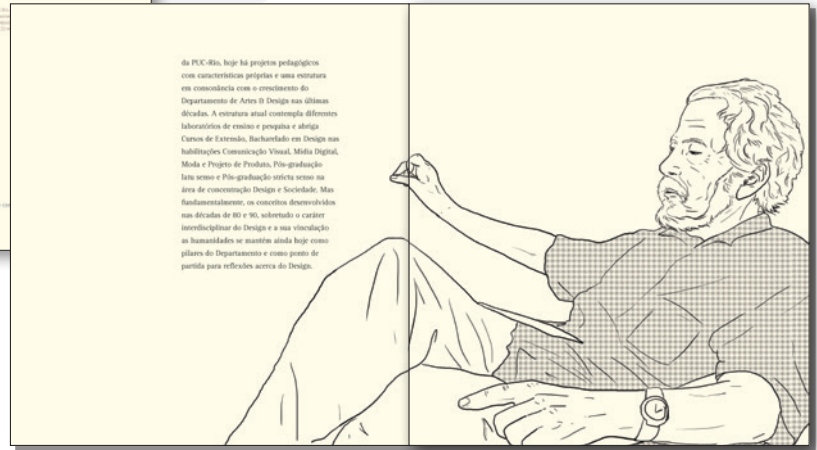 da PUC-Rio, hoje há projetos pedagógicos
com características próprias e uma estrutura
em consonância com o crescimento do
Departamento de Artes & Design nas últimas
décadas. A estrutura atual contempla diferentes
laboratórios de ensino e pesquisa e abriga
Cursos de Extensão, Bacharelado em Design nas
habilitações Comunicação Visual, Mídia Digital,
Moda e Projeto de Produto, Pós-graduação
latu senso e Pós-graduação strictu senso na
área de concentração Design e Sociedade. Mas
fundamentalmente, os conceitos desenvolvidos
nas décadas de 80 e 90, sobretudo o caráter
interdisciplinar do Design e a sua vinculação
as humanidades se mantém ainda hoje como
pilares do Departamento e como ponto de
partida para reflexões acerca do Design.